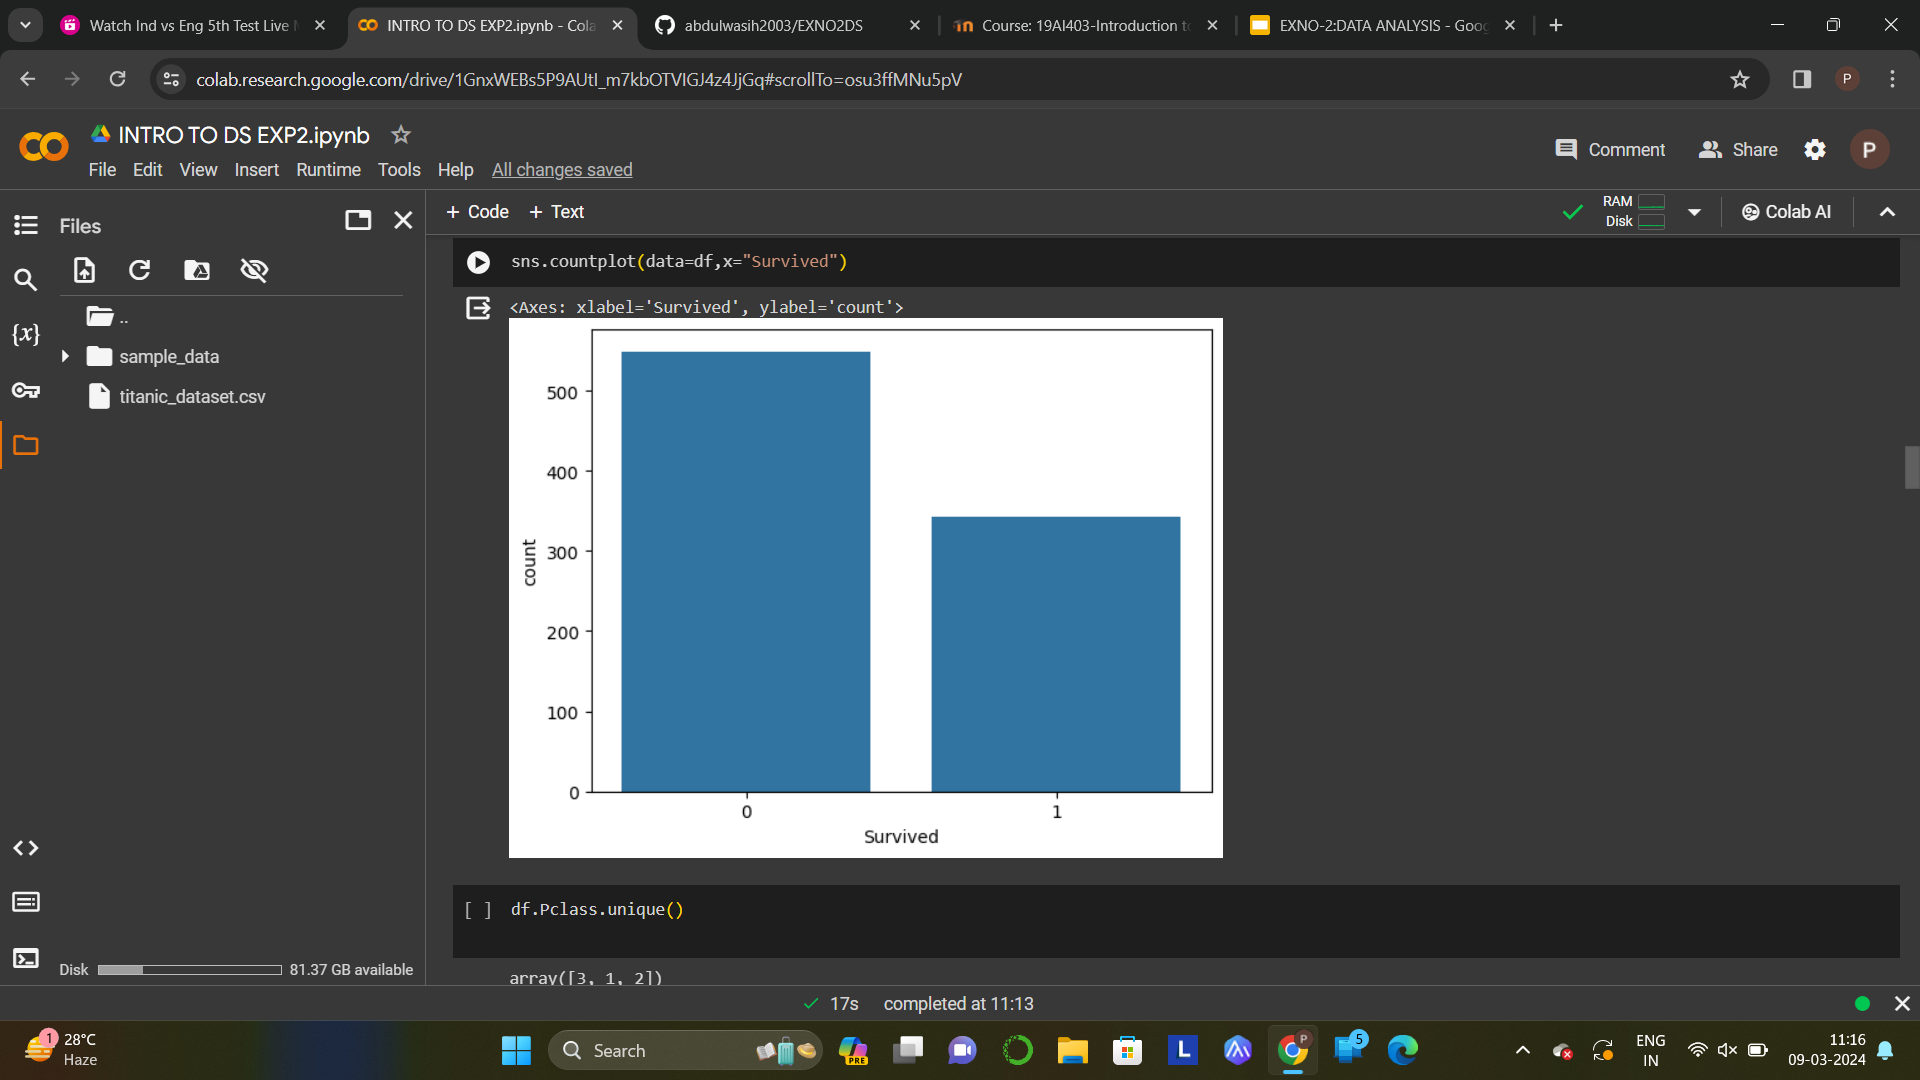 Watch Ind vs Eng 5th Test Live
INTRO TO DS EXP2.ipynb - Cola
abdulwasih2003/EXNO2DS
Course: 19AI403-Introduction to
EXNO-2:DATA ANALYSIS - Goog
colab.research.google.com/drive/1GnxWEBs5P9AUtI_m7kbOTVIGJ4z4JjGq#scrollTo=osu3ffMNu5pV
P
INTRO TO DS EXP2.ipynb
File Edit View Insert Runtime Tools Help All changes saved
Comment Share P
Files
+ Code + Text
RAM
Disk
Colab AI
..
sample_data
titanic_dataset.csv
{x}
sns.countplot(data=df,x="Survived")
<Axes: xlabel='Survived', ylabel='count'>
500
400
300
200
100
0
count
0 1
Survived
[ ] df.Pclass.unique()
array([3, 1, 2])
Disk 81.37 GB available
17s completed at 11:13
1
28°C
Haze
Search
PRE
L
P
5
ENG
IN
11:16
09-03-2024